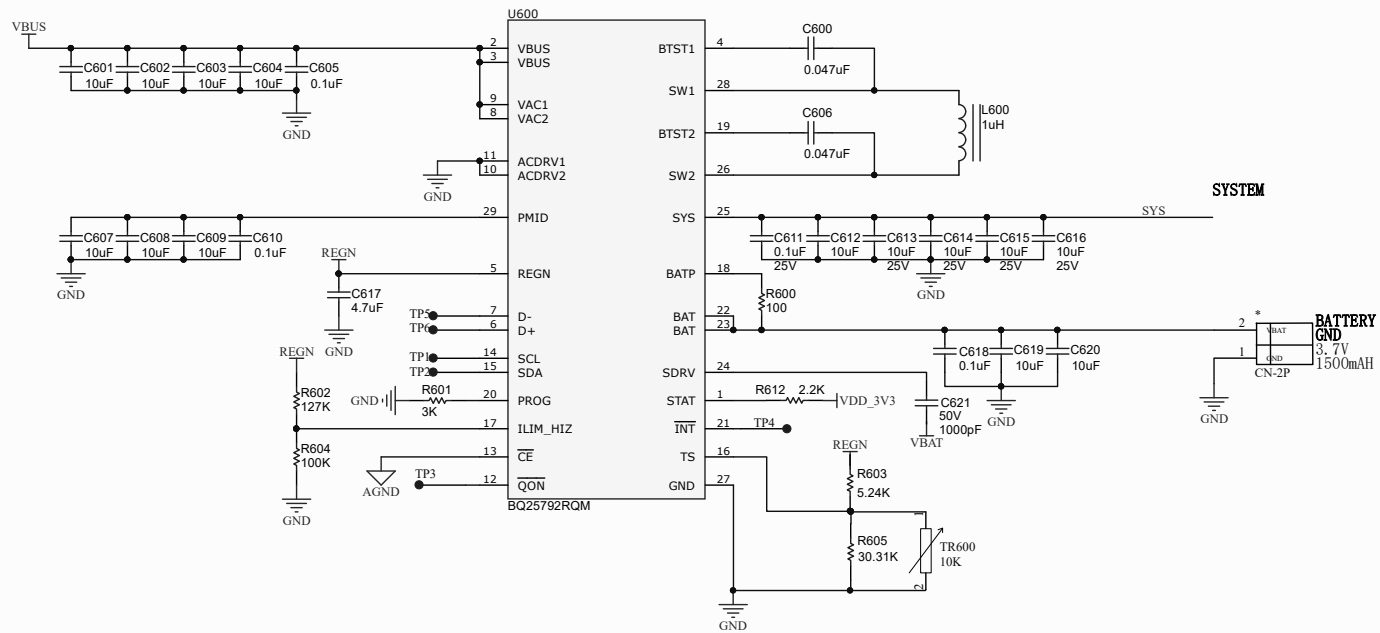 U600
VBUS
C601
10uF
C602
10uF
C603
10uF
C604
10uF
C605
0.1uF
GND
2 VBUS
3 VBUS
9 VAC1
8 VAC2
11 ACDRV1
10 ACDRV2
GND
29 PMID
C607
10uF
C608
10uF
C609
10uF
C610
0.1uF
GND
REGN
5 REGN
C617
4.7uF
GND
TP5 7 D-
TP6 6 D+
TP1 14 SCL
TP2 15 SDA
REGN
R602
127K
GND R601 20 PROG
3K
17 ILIM_HIZ
R604
100K
GND
13 CE
AGND
TP3 12 QON
BQ25792RQM
BTST1 4
C600
0.047uF
SW1 28
L600
1uH
BTST2 19
C606
0.047uF
SW2 26
SYSTEM
SYS 25 SYS
C611
0.1uF
25V
C612
10uF
C613
10uF
25V
C614
10uF
25V
C615
10uF
25V
C616
10uF
25V
GND
BATP 18
R600
100
BAT 22
BAT 23
C618
0.1uF
C619
10uF
C620
10uF
GND
*
2 VBAT
1 GND
CN-2P
GND
BATTERY
GND
3.7V
1500mAH
SDRV 24
C621
50V
1000pF
VBAT
STAT 1 R612 2.2K VDD_3V3
INT 21 TP4
TS 16
REGN
R603
5.24K
GND 27
R605
30.31K
1
TR600
10K
2
GND